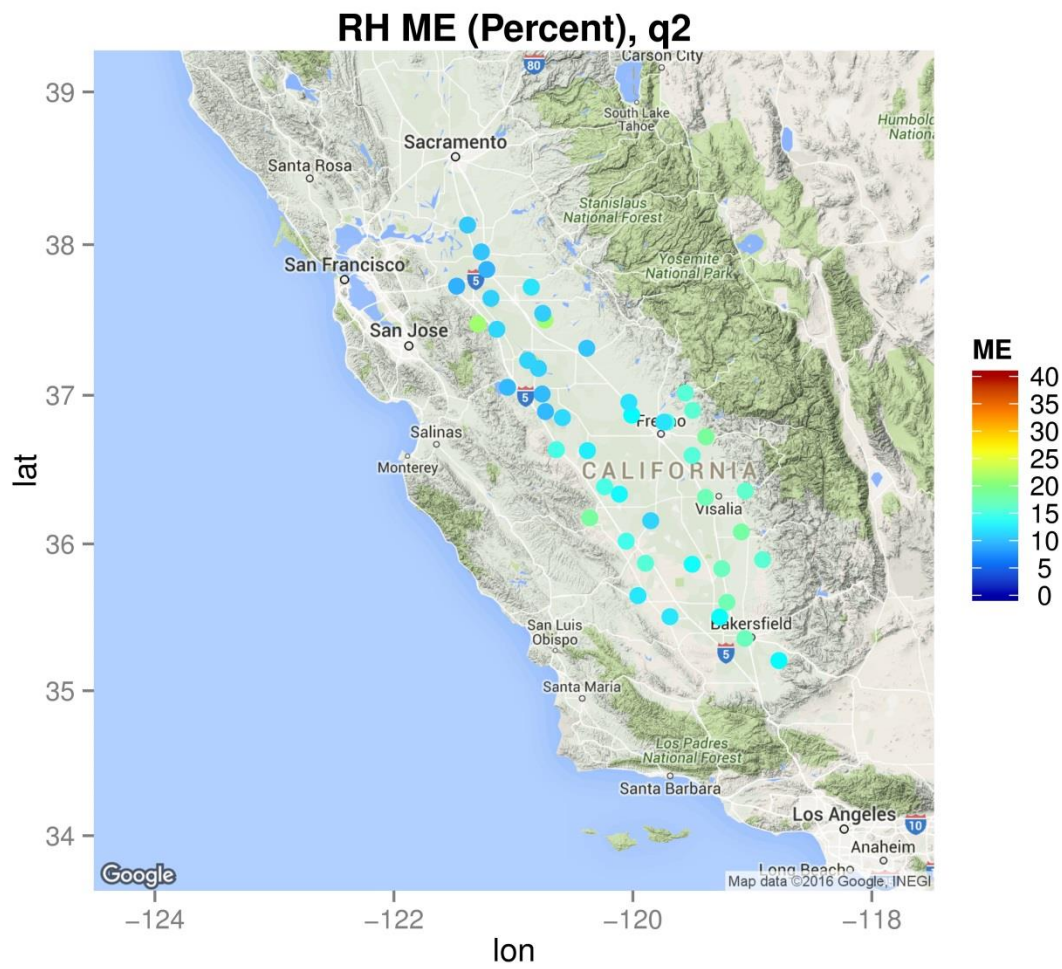 RH ME (Percent), q2
39
38
37
36
35
34
lat
−124
−122
−120
−118
lon
80
Carson City
South Lake
Tahoe
Humbol
Nationa
Sacramento
Santa Rosa
Stanislaus
National Forest
Yosemite
National Park
San Francisco
5
San Jose
5
Salinas
Monterey
CALIFORNIA
Visalia
San Luis
Obispo
Bakersfield
5
Santa Maria
Los Padres
National Forest
Santa Barbara
Los Angeles
10
Anaheim
Long Beach
Google
Map data ©2016 Google, INEGI
ME
40
35
30
25
20
15
10
5
0